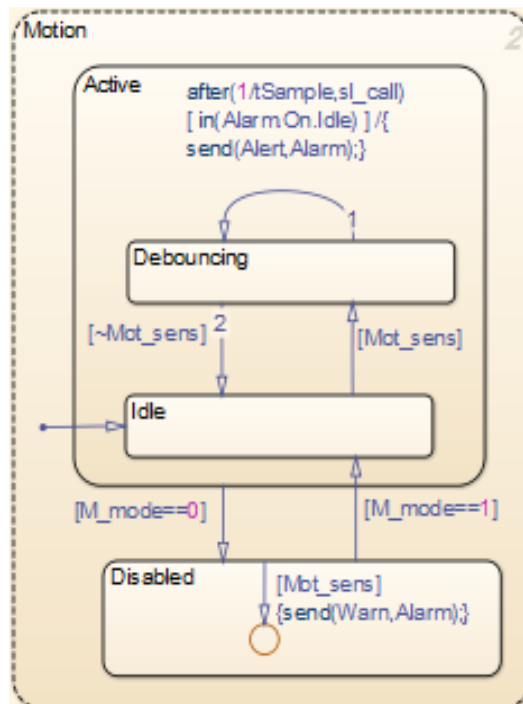 Motion
2
Active
after(1/tSample,sl_call)
[ in(Alarm.On.Idle) ] /{
send(Alert,Alarm);}
1
Debouncing
2
[~Mot_sens]
[Mot_sens]
Idle
[M_mode==0]
[M_mode==1]
Disabled
[Mot_sens]
{send(Warn,Alarm);}